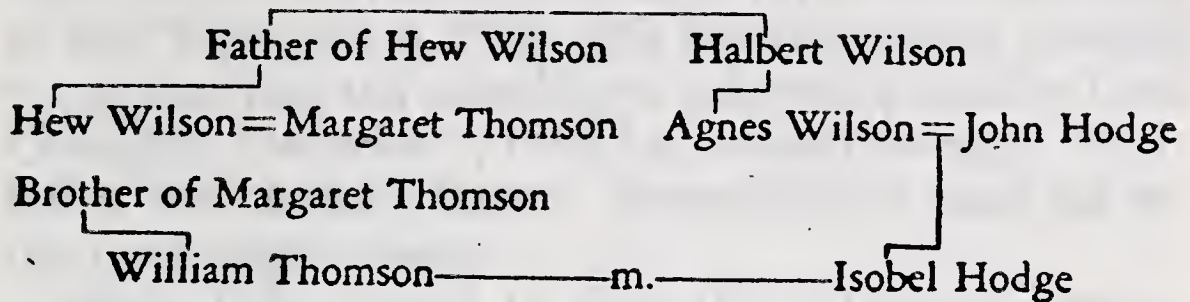 Father of Hew Wilson Halbert Wilson
Hew Wilson=Margaret Thomson Agnes Wilson=John Hodge
Brother of Margaret Thomson
William Thomson———m.———Isobel Hodge